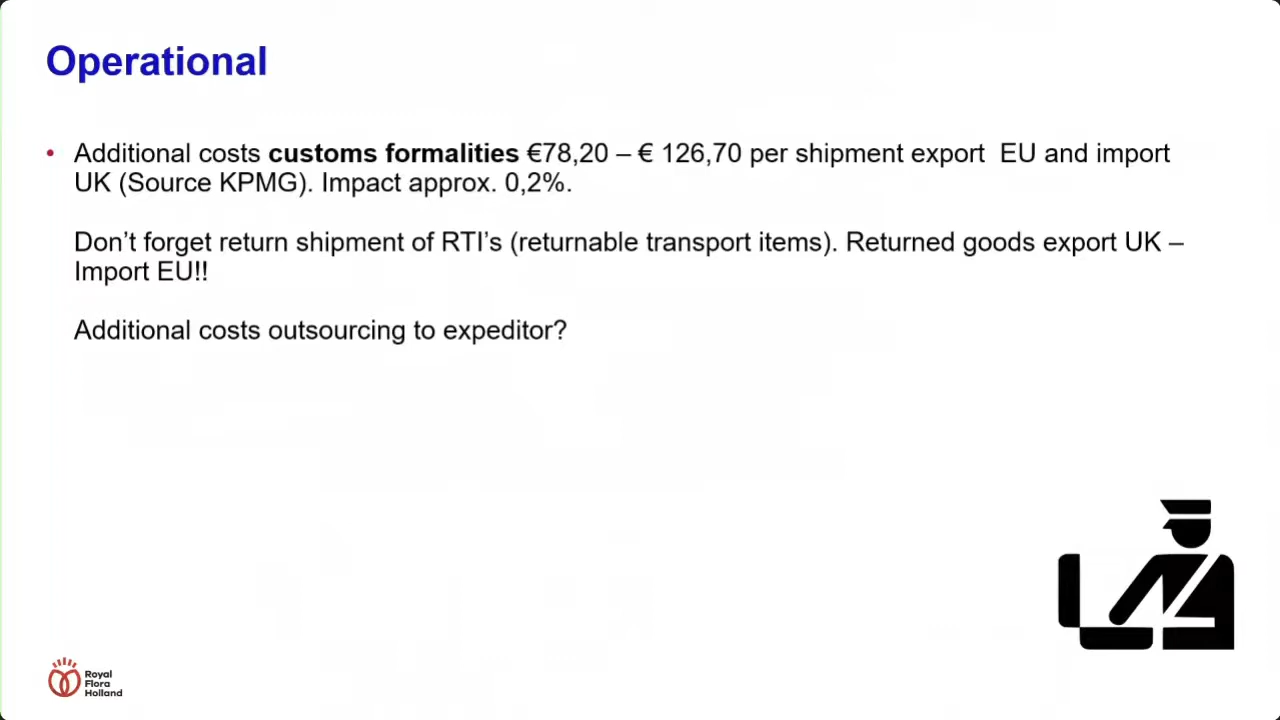 Operational
• Additional costs customs formalities €78,20 – € 126,70 per shipment export  EU and import
UK (Source KPMG). Impact approx. 0,2%.
Don’t forget return shipment of RTI’s (returnable transport items). Returned goods export UK –
Import EU!!
Additional costs outsourcing to expeditor?
Royal
Flora
Holland